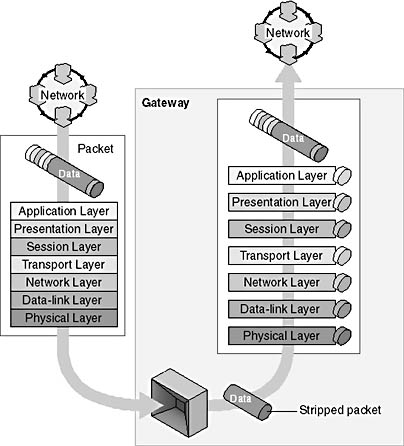 Network
Network
Gateway
Packet
Data
Data
Application Layer
Presentation Layer
Session Layer
Transport Layer
Network Layer
Data-link Layer
Physical Layer
Application Layer
Presentation Layer
Session Layer
Transport Layer
Network Layer
Data-link Layer
Physical Layer
Data
Stripped packet